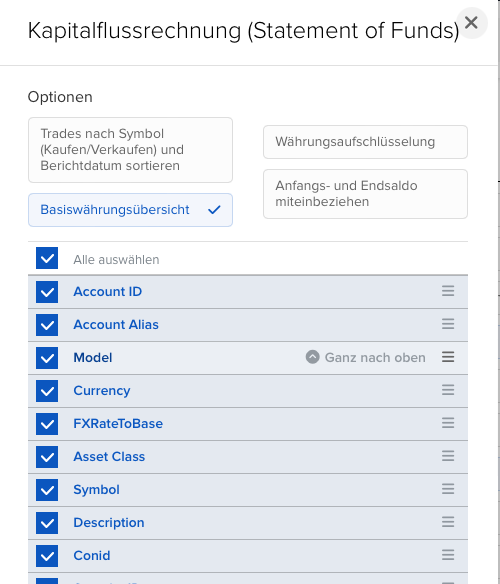 Kapitalflussrechnung (Statement of Funds)
Optionen
Trades nach Symbol
(Kaufen/Verkaufen) und
Berichtdatum sortieren
Währungsaufschlüsselung
Basiswährungsübersicht
Anfangs- und Endsaldo
miteinbeziehen
Alle auswählen
Account ID
Account Alias
Model
Ganz nach oben
Currency
FXRateToBase
Asset Class
Symbol
Description
Conid